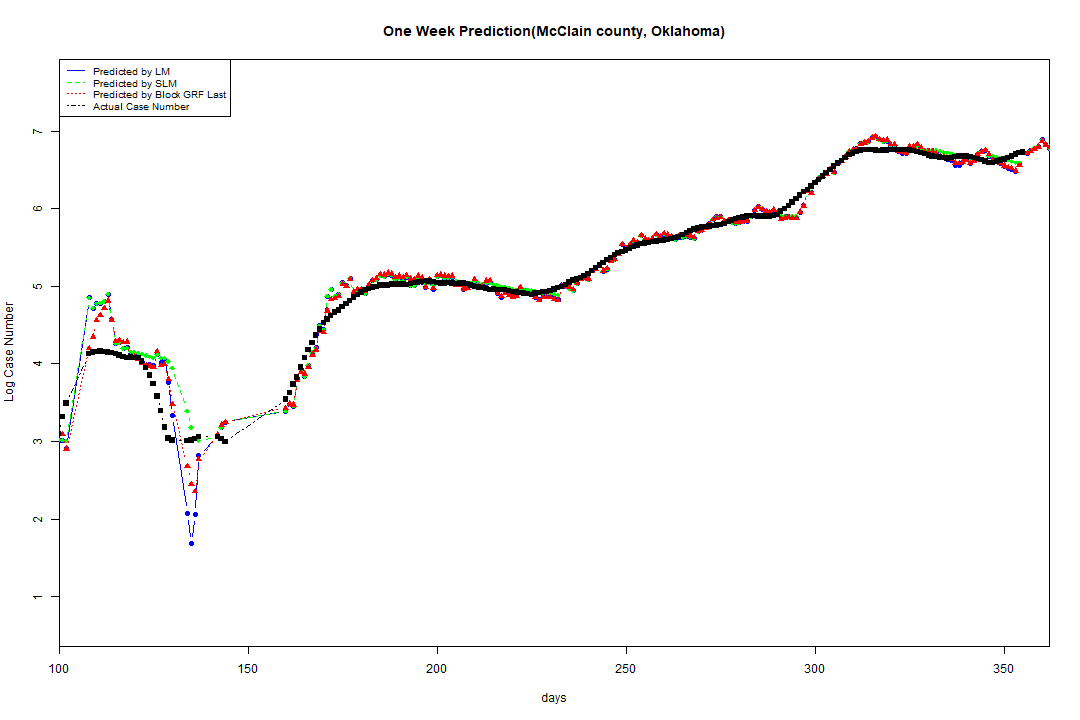 One Week Prediction(McClain county, Oklahoma)
Predicted by LM
Predicted by SLM
Predicted by Block GRF Last
Actual Case Number
Log Case Number
7
6
5
4
3
2
1
100 150 200 250 300 350
days